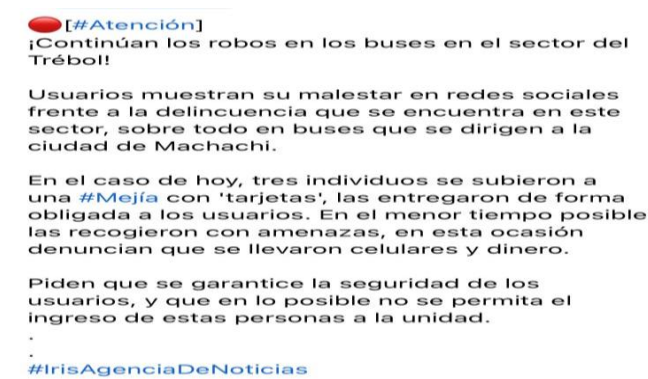 🔴[#Atención]
¡Continúan los robos en los buses en el sector del
Trébol!
Usuarios muestran su malestar en redes sociales
frente a la delincuencia que se encuentra en este
sector, sobre todo en buses que se dirigen a la
ciudad de Machachi.
En el caso de hoy, tres individuos se subieron a
una #Mejía con 'tarjetas', las entregaron de forma
obligada a los usuarios. En el menor tiempo posible
las recogieron con amenazas, en esta ocasión
denuncian que se llevaron celulares y dinero.
Piden que se garantice la seguridad de los
usuarios, y que en lo posible no se permita el
ingreso de estas personas a la unidad.
.
.
#IrisAgenciaDeNoticias